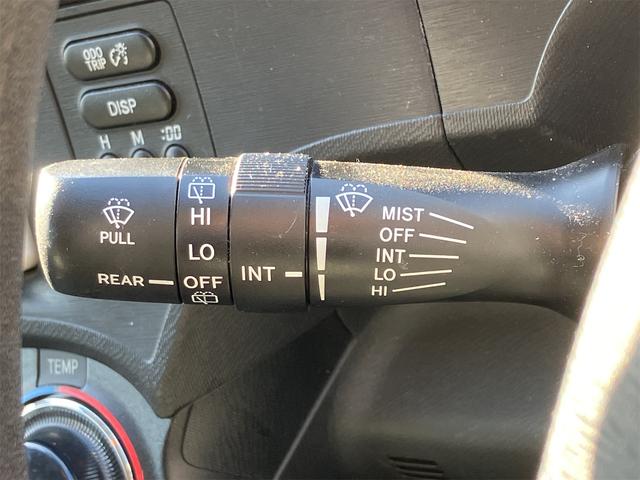 ODO
TRIP
DISP
H M :00
PULL
REAR
HI
LO
OFF
INT
MIST
OFF
INT
LO
HI
TEMP